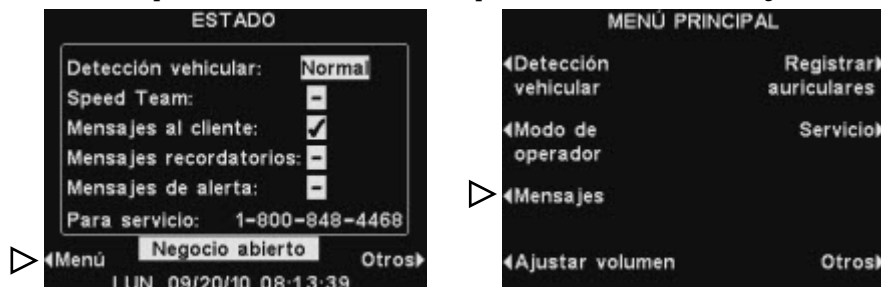 ESTADO
Detección vehicular: Normal
Speed Team: –
Mensajes al cliente: ✓
Mensajes recordatorios: –
Mensajes de alerta: –
Para servicio: 1-800-848-4468
Negocio abierto
Menú Otros
LUN 09/20/10 08:13:39
MENÚ PRINCIPAL
Detección vehicular
Registrar auriculares
Modo de operador
Servicio
Mensajes
Ajustar volumen
Otros